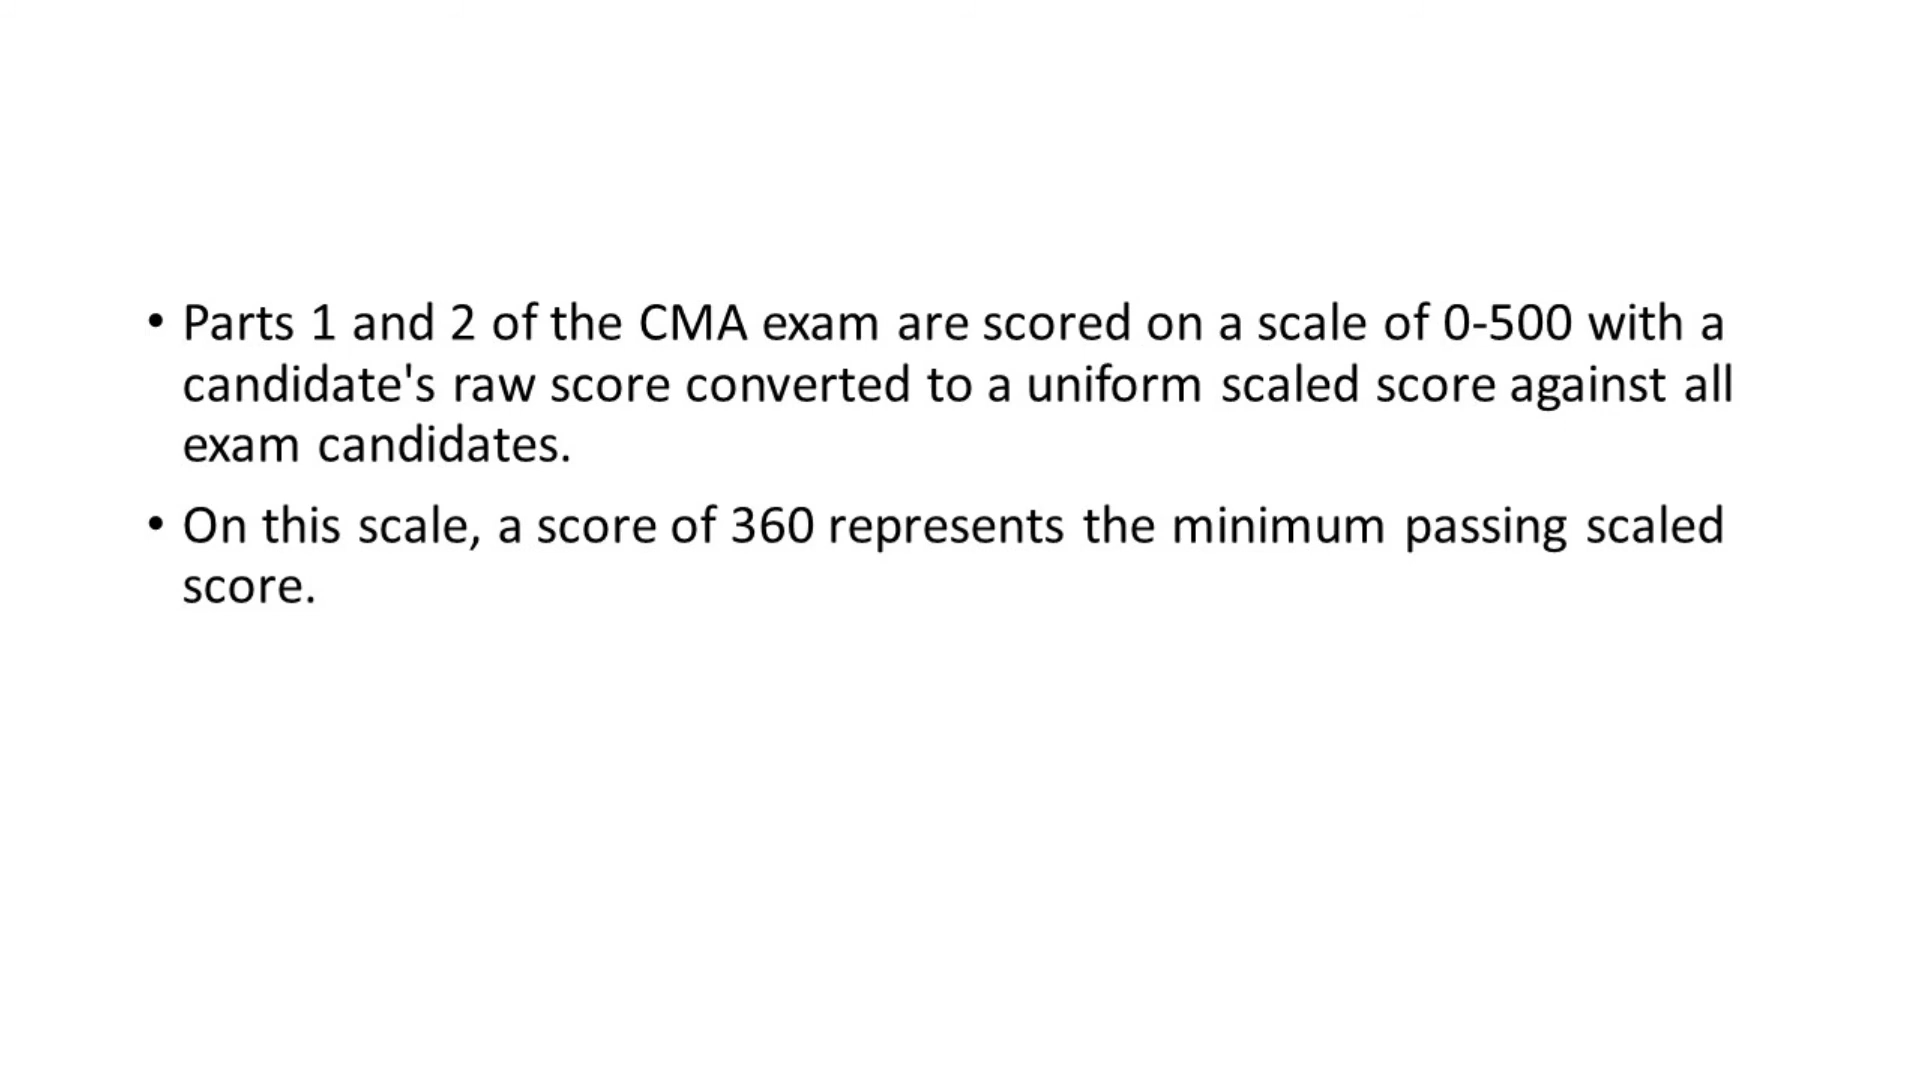 • Parts 1 and 2 of the CMA exam are scored on a scale of 0-500 with a
candidate's raw score converted to a uniform scaled score against all
exam candidates.
• On this scale, a score of 360 represents the minimum passing scaled
score.